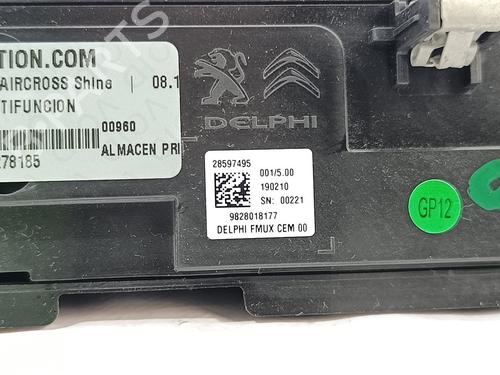 TION.COM
AIRCROSS Shine | 08.1
TIFUNCION
00960
ALMACEN PRI
278185
DELPHI
28597495
001/5.00
190210
SN: 00221
9828018177
DELPHI FMUX CEM 00
GP12